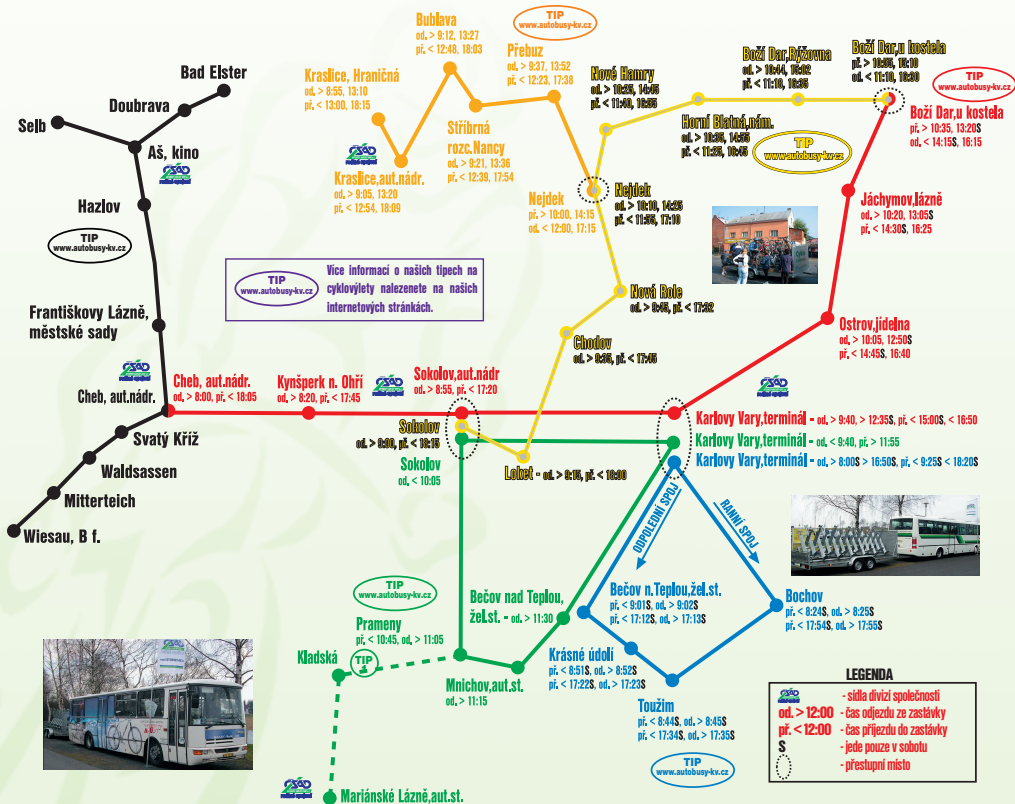 Bublava
od. > 9:12, 13:27
př. < 12:48, 18:03
TIP
www.autobusy-kv.cz
Přebuz
od. > 9:37, 13:52
př. < 12:23, 17:38
Kraslice, Hraničná
od. > 8:55, 13:10
př. < 13:00, 18:15
Stříbrná
rozc.Nancy
od. > 9:21, 13:36
př. < 12:39, 17:54
Kraslice,aut.nádr.
od. > 9:05, 13:20
př. < 12:54, 18:09
Nové Hamry
od. > 10:25, 14:45
př. < 11:40, 16:55
Boží Dar,Rýžovna
od. > 10:44, 15:02
př. < 11:10, 16:35
Boží Dar,u kostela
př. > 10:55, 15:10
od. < 11:10, 16:30
TIP
www.autobusy-kv.cz
Boží Dar,u kostela
př. > 10:35, 13:20S
od. < 14:15S, 16:15
Horní Blatná,nám.
od. > 10:35, 14:55
př. < 11:25, 16:45
TIP
www.autobusy-kv.cz
Bad Elster
Doubrava
Selb
Aš, kino
Hazlov
TIP
www.autobusy-kv.cz
Františkovy Lázně,
městské sady
Nejdek
př. > 10:00, 14:15
od. < 12:00, 17:15
Nejdek
od. > 10:10, 14:25
př. < 11:55, 17:10
Jáchymov,lázně
od. > 10:20, 13:05S
př. < 14:30S, 16:25
TIP
www.autobusy-kv.cz
Více informací o našich tipech na
cyklovýlety nalezenete na našich
internetových stránkách.
Nová Role
od. > 9:45, př. < 17:32
Chodov
od. > 9:35, př. < 17:45
Ostrov,jídelna
od. > 10:05, 12:50S
př. < 14:45S, 16:40
Cheb, aut.nádr.
Cheb, aut.nádr.
od. > 8:00, př. < 18:05
Kynšperk n. Ohří
od. > 8:20, př. < 17:45
Sokolov,aut.nádr
od. > 8:55, př. < 17:20
Karlovy Vary,terminál - od. > 9:40, > 12:35S, př. < 15:00S < 16:50
Karlovy Vary,terminál - od. < 9:40, př. > 11:55
Karlovy Vary,terminál - od. > 8:00S > 16:50S, př. < 9:25S < 18:20S
Sokolov
od. > 9:00, př. < 18:15
Sokolov
od. < 10:05
Loket - od. > 9:15, př. < 18:00
Svatý Kříž
Waldsassen
Mitterteich
Wiesau, B f.
ODPOLEDNÍ SPOJ
RANNÍ SPOJ
TIP
www.autobusy-kv.cz
Prameny
př. < 10:45, od. > 11:05
Kladská
TIP
Bečov nad Teplou,
žel.st. - od. > 11:30
Mnichov,aut.st.
od. > 11:15
Mariánské Lázně,aut.st.
Bečov n.Teplou,žel.st.
př. < 9:01S, od. > 9:02S
př. < 17:12S, od. > 17:13S
Krásné údolí
př. < 8:51S, od. > 8:52S
př. < 17:22S, od. > 17:23S
Toužim
př. < 8:44S, od. > 8:45S
př. < 17:34S, od. > 17:35S
TIP
www.autobusy-kv.cz
Bochov
př. < 8:24S, od. > 8:25S
př. < 17:54S, od. > 17:55S
LEGENDA
- sídla divizí společnosti
od. > 12:00 - čas odjezdu ze zastávky
př. < 12:00 - čas příjezdu do zastávky
S - jede pouze v sobotu
- přestupní místo